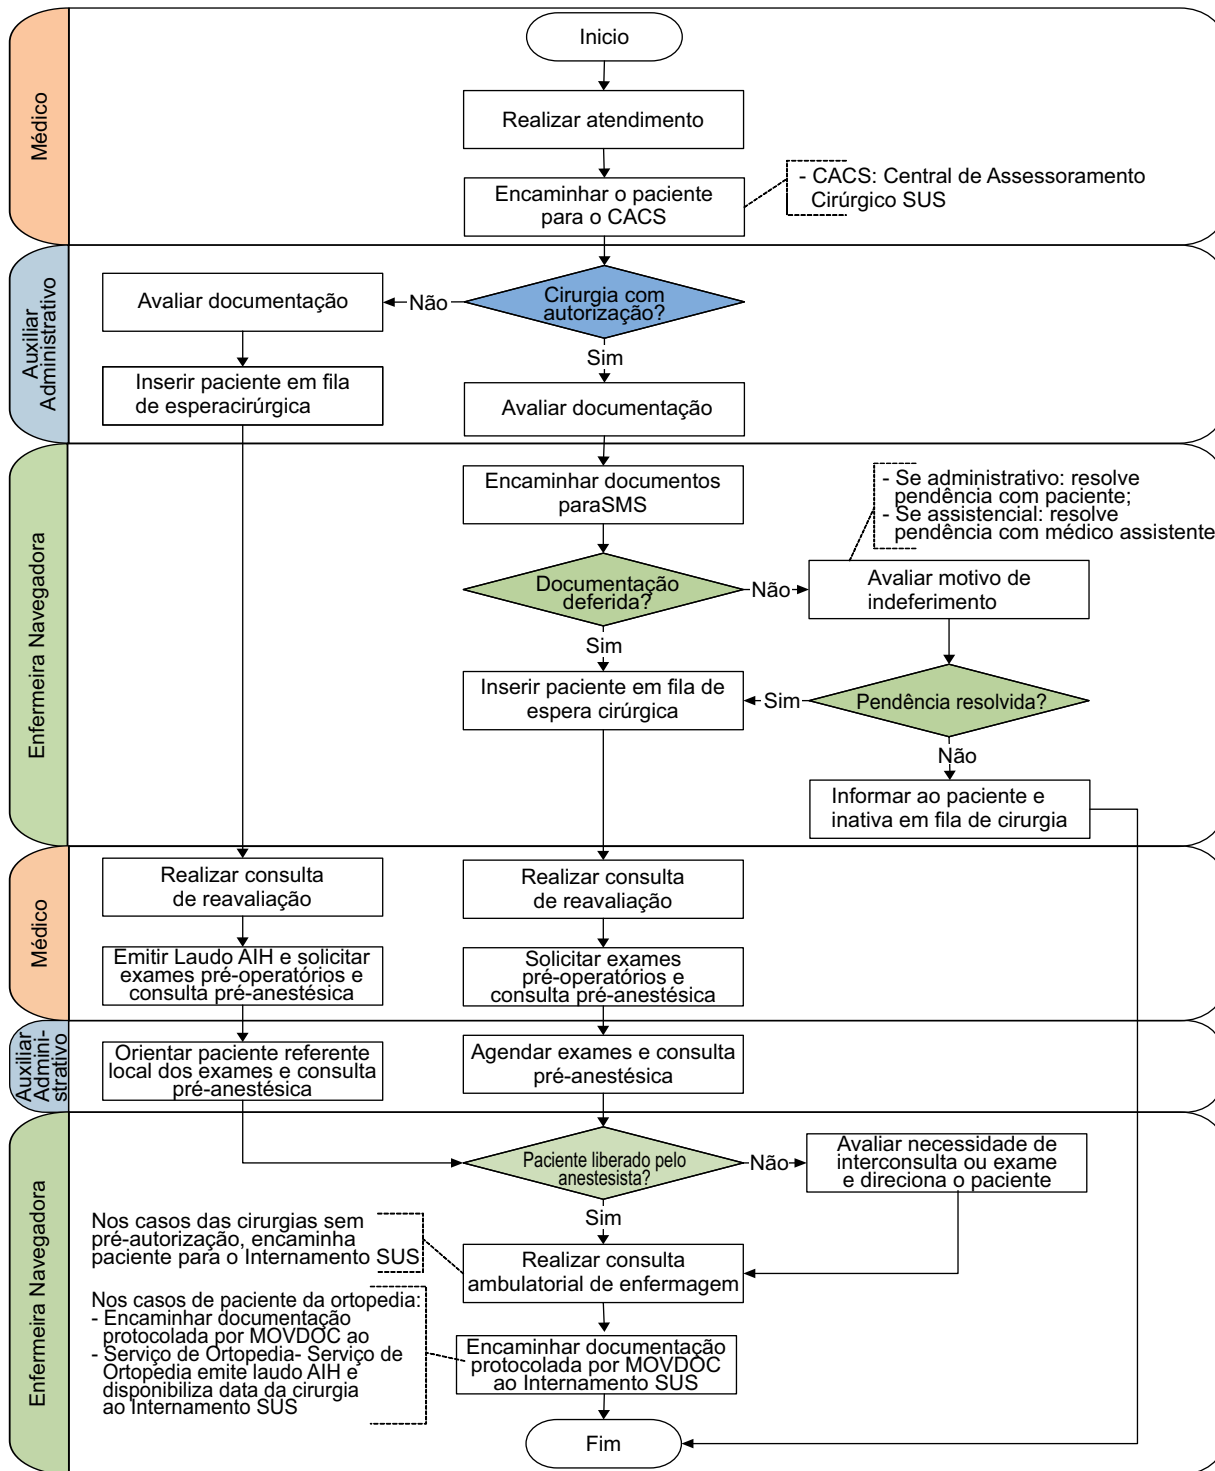 Médico
Inicio
Realizar atendimento
Encaminhar o paciente
para o CACS
- CACS: Central de Assessoramento
Cirúrgico SUS
Auxiliar
Administrativo
Cirurgia com
autorização?
Não
Avaliar documentação
Inserir paciente em fila
de esperacirúrgica
Sim
Avaliar documentação
Enfermeira Navegadora
Encaminhar documentos
paraSMS
- Se administrativo: resolve
pendência com paciente;
- Se assistencial: resolve
pendência com médico assistente
Documentação
deferida?
Não
Avaliar motivo de
indeferimento
Sim
Inserir paciente em fila de
espera cirúrgica
Sim
Pendência resolvida?
Não
Informar ao paciente e
inativa em fila de cirurgia
Médico
Realizar consulta
de reavaliação
Realizar consulta
de reavaliação
Emitir Laudo AIH e solicitar
exames pré-operatórios e
consulta pré-anestésica
Solicitar exames
pré-operatórios e
consulta pré-anestésica
Auxiliar
Admini-
strativo
Orientar paciente referente
local dos exames e consulta
pré-anestésica
Agendar exames e consulta
pré-anestésica
Enfermeira Navegadora
Paciente liberado pelo
anestesista?
Não
Avaliar necessidade de
interconsulta ou exame
e direciona o paciente
Sim
Nos casos das cirurgias sem
pré-autorização, encaminha
paciente para o Internamento SUS
Realizar consulta
ambulatorial de enfermagem
Nos casos de paciente da ortopedia:
- Encaminhar documentação
protocolada por MOVDOC ao
- Serviço de Ortopedia- Serviço de
Ortopedia emite laudo AIH e
disponibiliza data da cirurgia
ao Internamento SUS
Encaminhar documentação
protocolada por MOVDOC
ao Internamento SUS
Fim